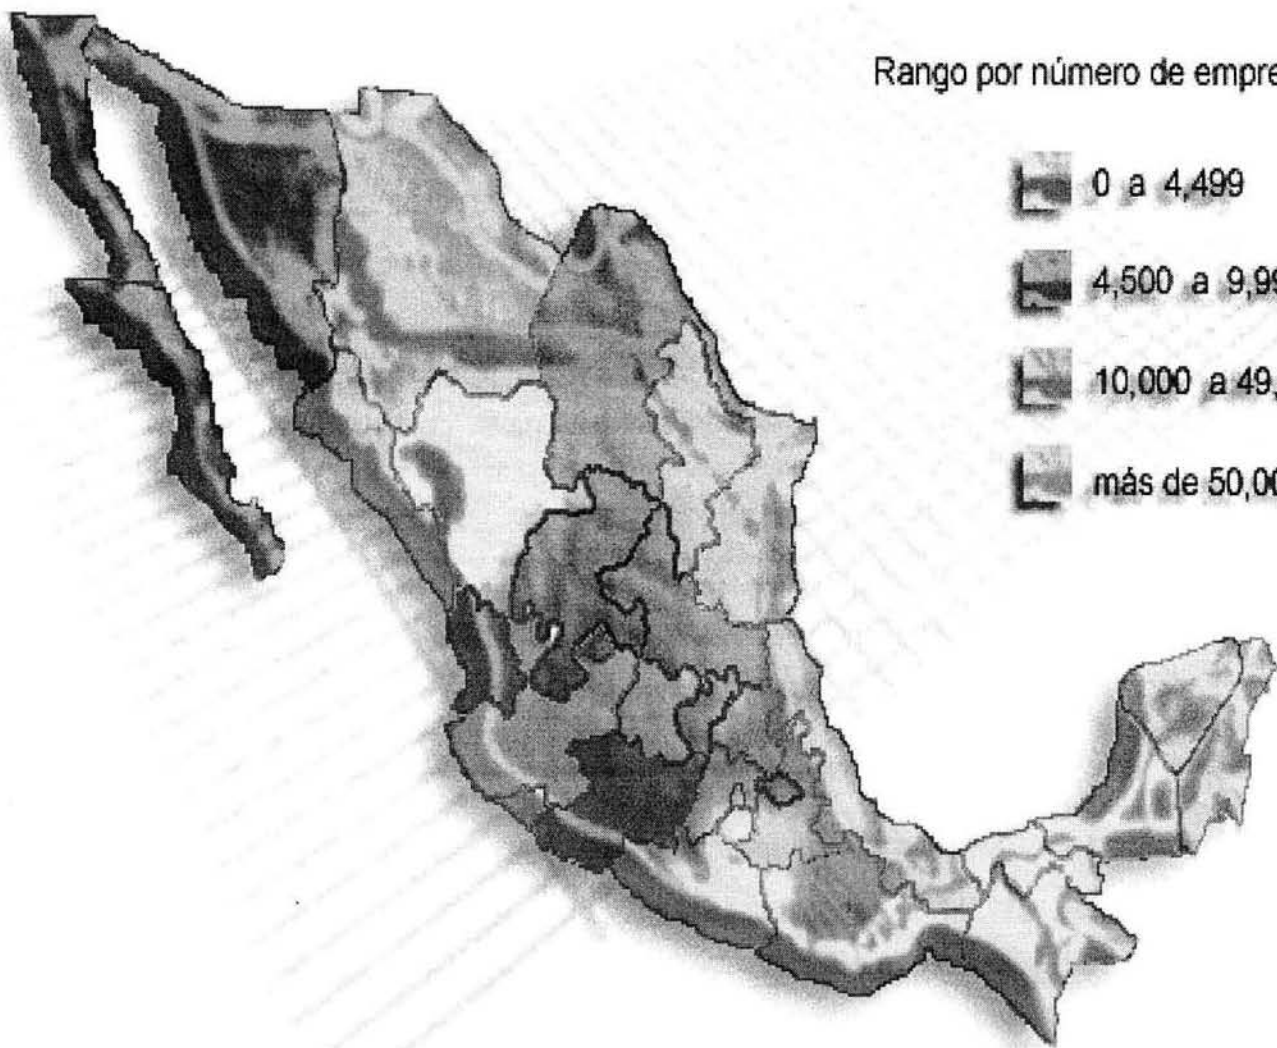 Rango por número de empre
0 a 4,499
4,500 a 9,99
10,000 a 49,
más de 50,00